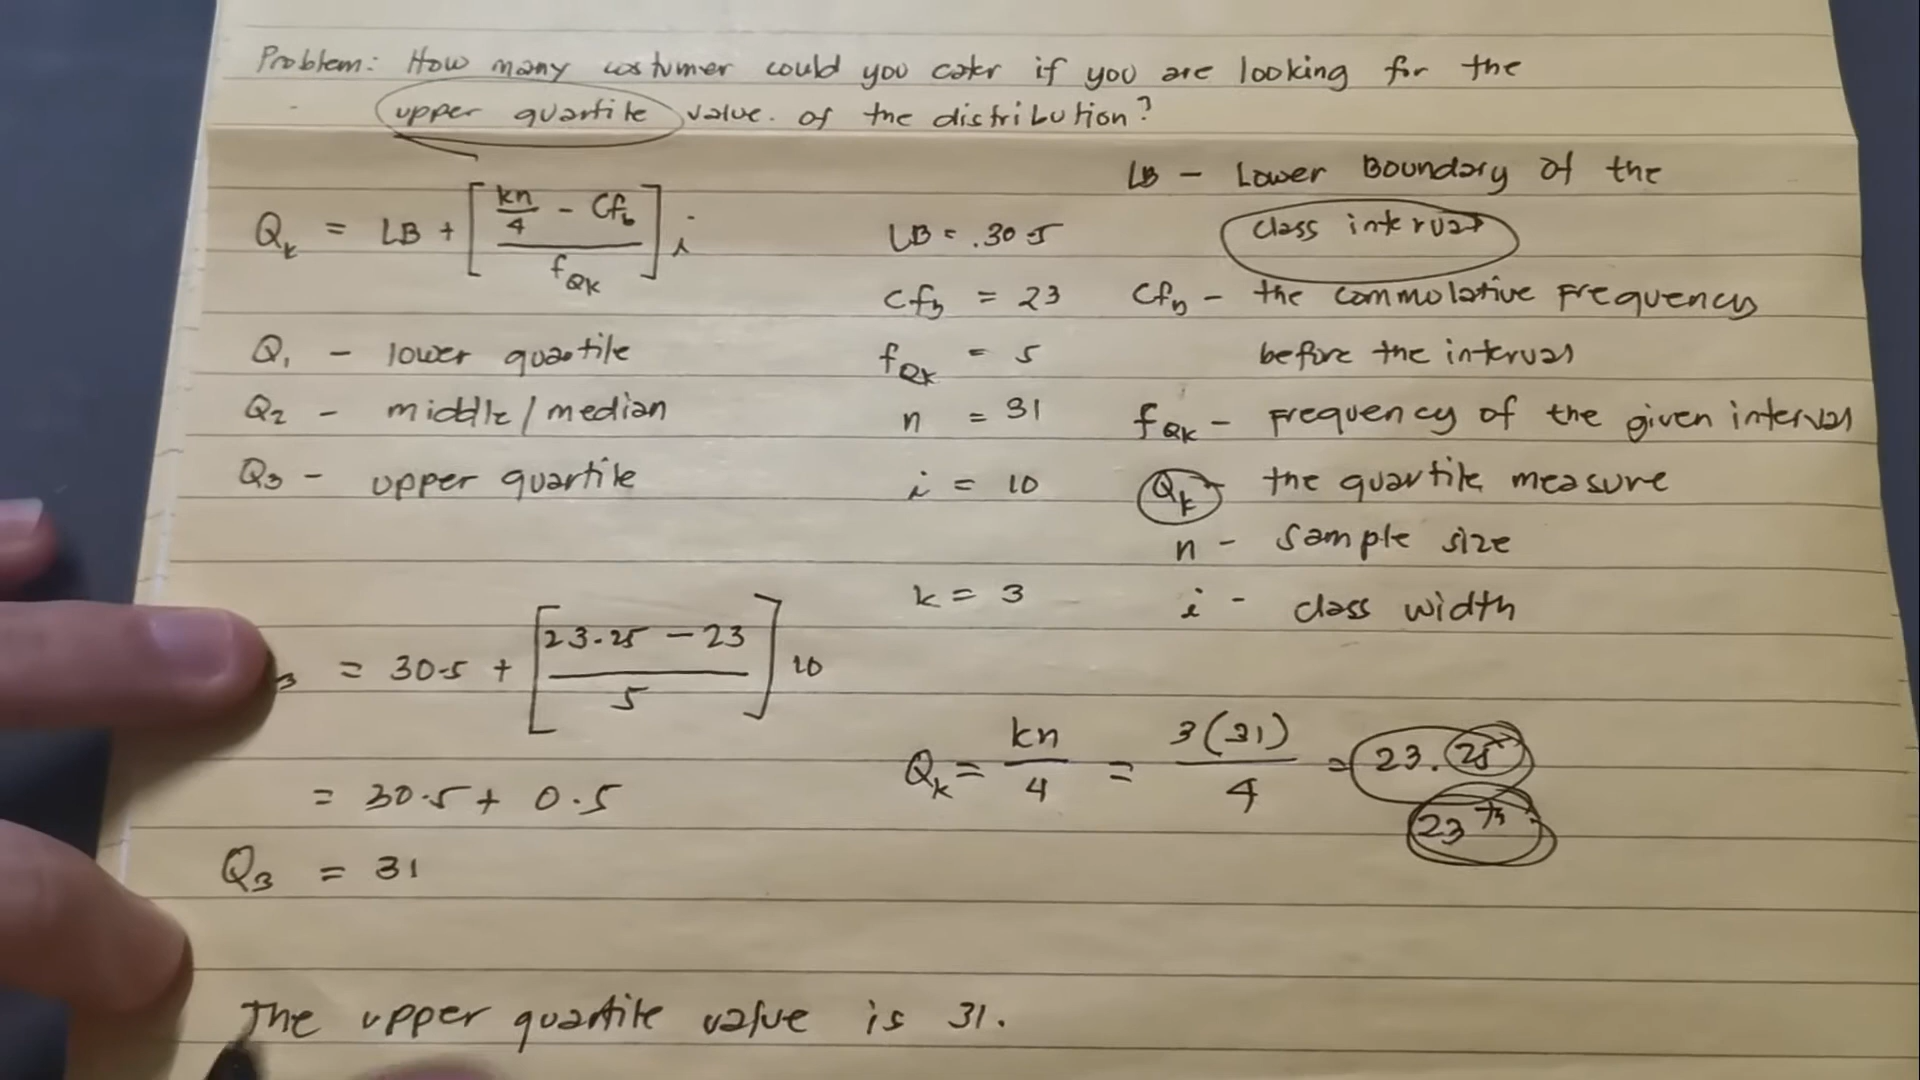 Problem: How many costumer could you cater if you are looking for the
upper quartile value. of the distribution?
LB - Lower Boundary of the
class interval
Qk = LB + [ kn/4 - Cfb / fQk ] i
LB = .30.5
Cfb = 23
Cfb - the commolative frequency
before the interval
Q1 - lower quartile
fQk = 5
Q2 - middle/median
n = 31
fQk - frequency of the given interval
Q3 - upper quartile
i = 10
Qk - the quartile measure
n - sample size
k = 3
i - class width
3 = 30.5 + [ 23.25 - 23 / 5 ] 10
Qk = kn/4 = 3(31)/4 = 23.25
23th
= 30.5 + 0.5
Q3 = 31
The upper quartile value is 31.